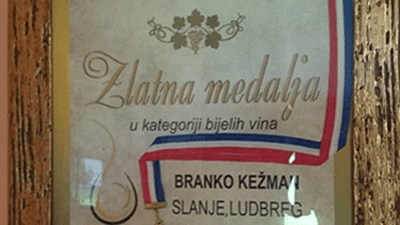 Zlatna medalja
u kategoriji bijelih vina
BRANKO KEŽMAN
SLANJE,LUDBREG